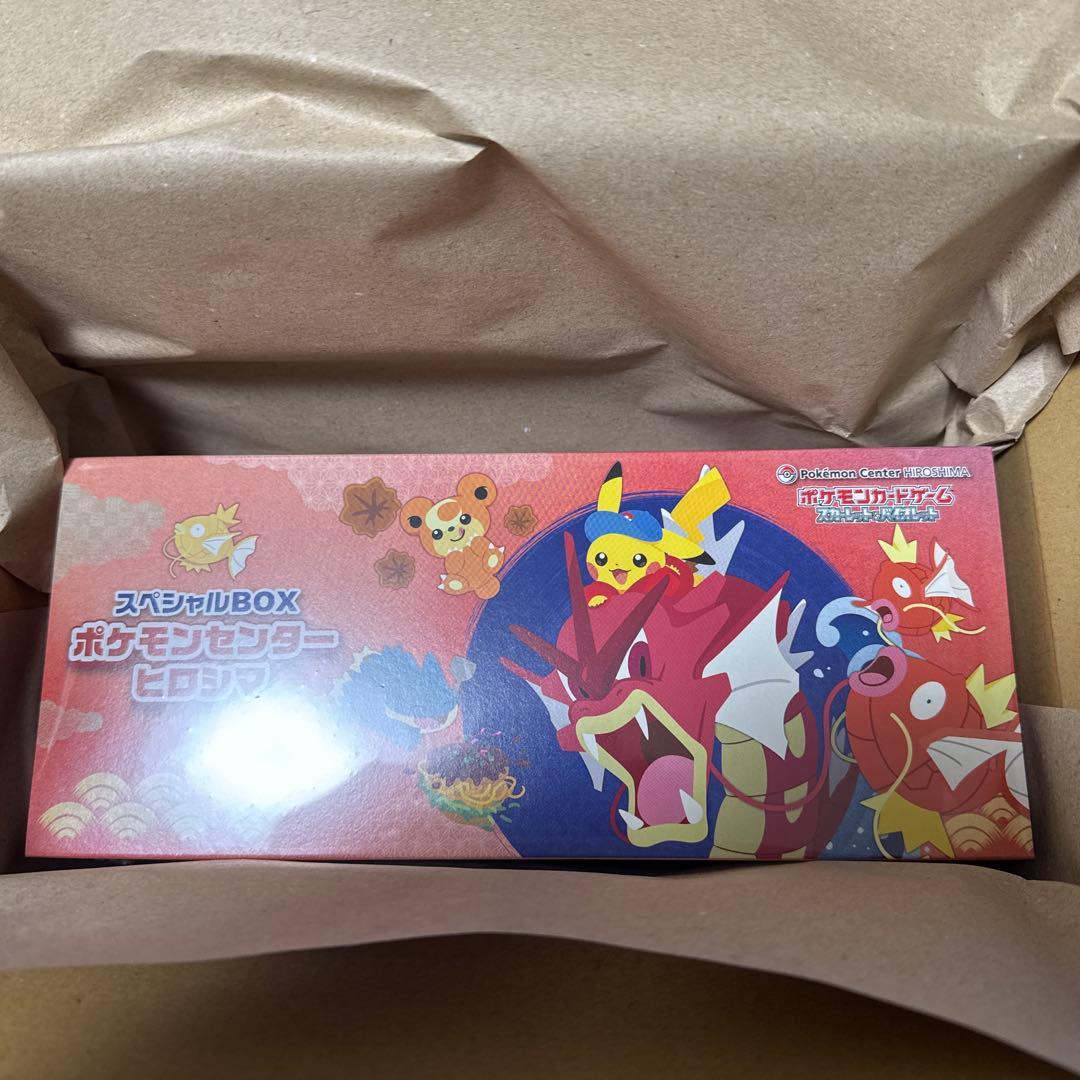 Pokémon Center HIROSHIMA
ポケモンカードゲーム
スカーレット&バイオレット
スペシャルBOX
ポケモンセンター
ヒロシマ